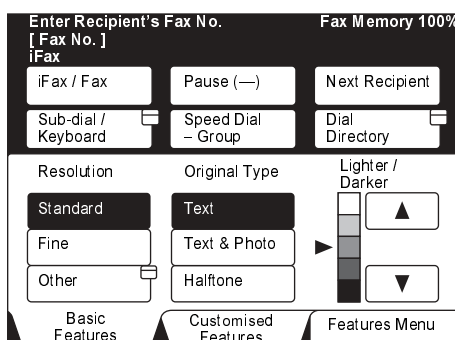 Enter Recipient's Fax No. Fax Memory 100%
[ Fax No. ]
iFax
iFax / Fax
Pause (—)
Next Recipient
Sub-dial /
Keyboard
Speed Dial
– Group
Dial
Directory
Resolution
Original Type
Lighter /
Darker
Standard
Text
Fine
Text & Photo
Other
Halftone
Basic
Features
Customised
Features
Features Menu